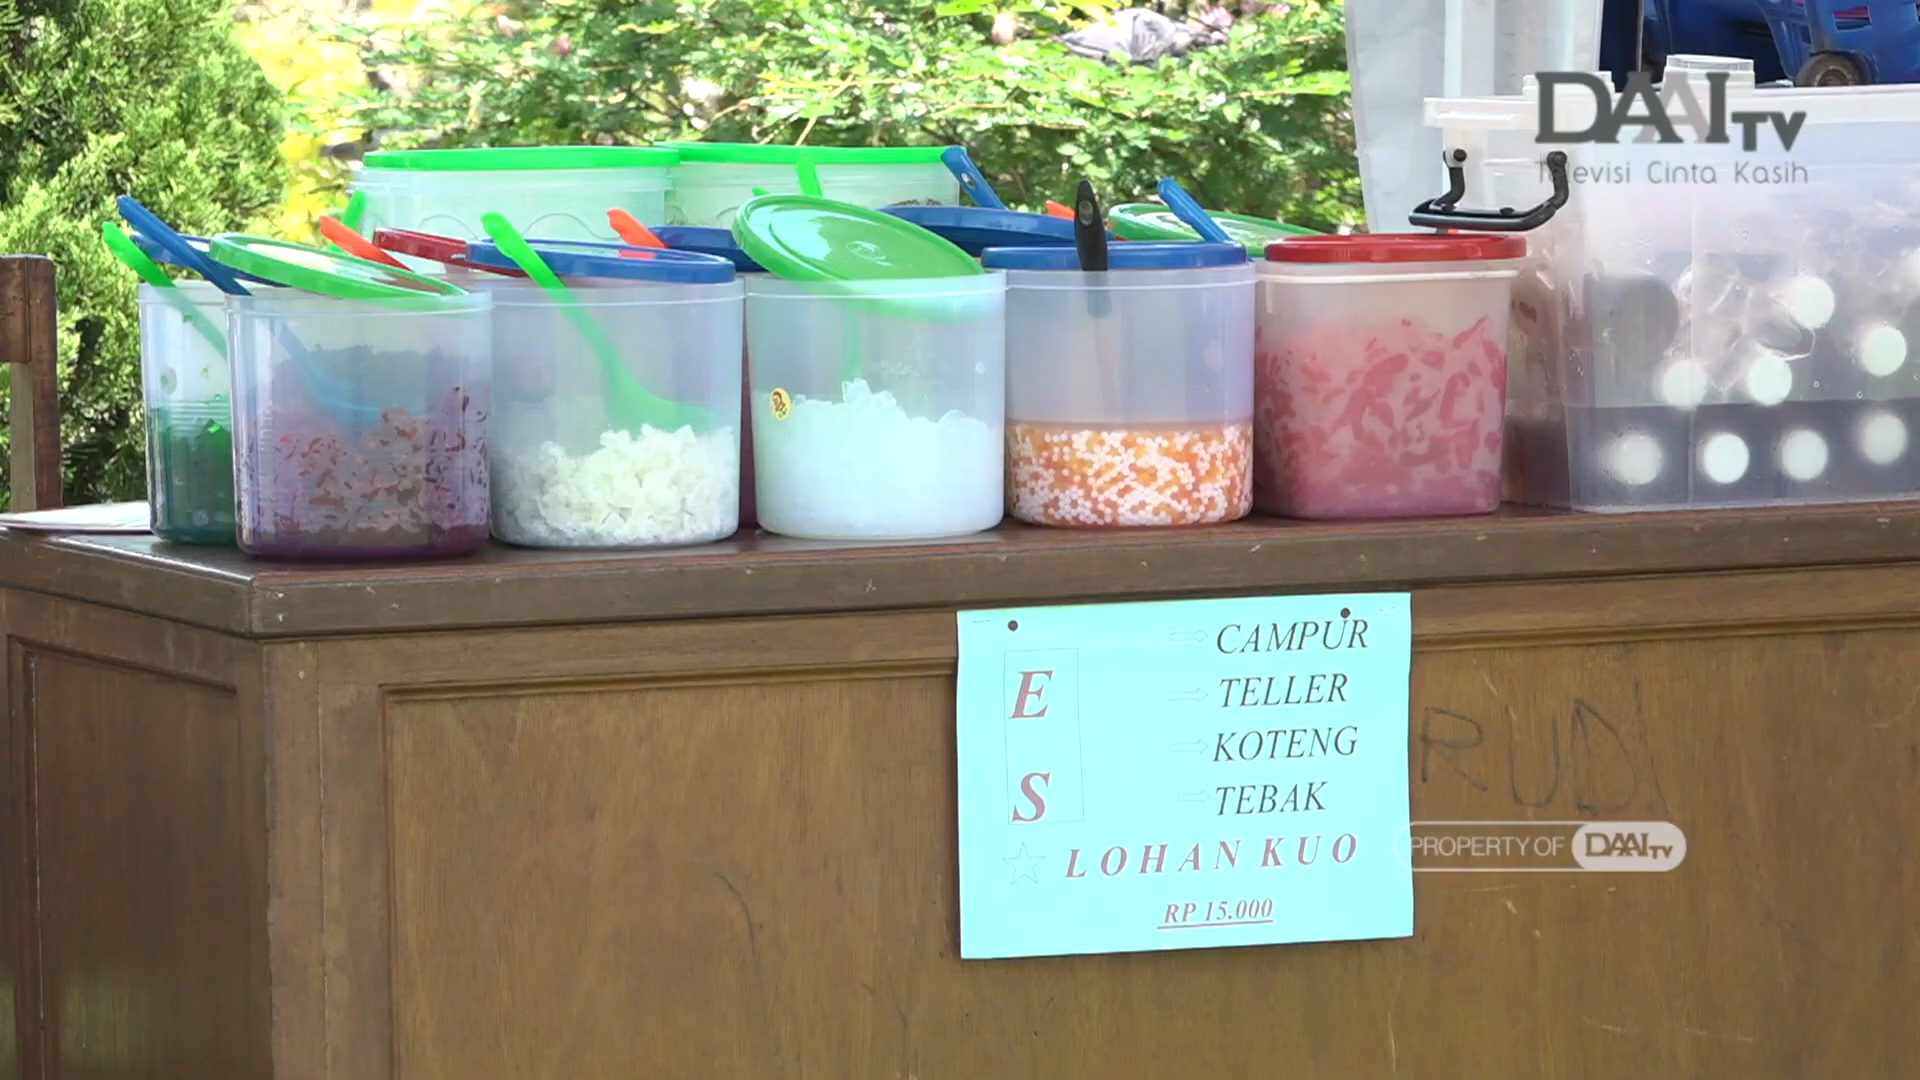 DAAI TV
Televisi Cinta Kasih
E
S
CAMPUR
TELLER
KOTENG
TEBAK
LOHAN KUO
RP 15.000
RUDI
PROPERTY OF DAAI TV